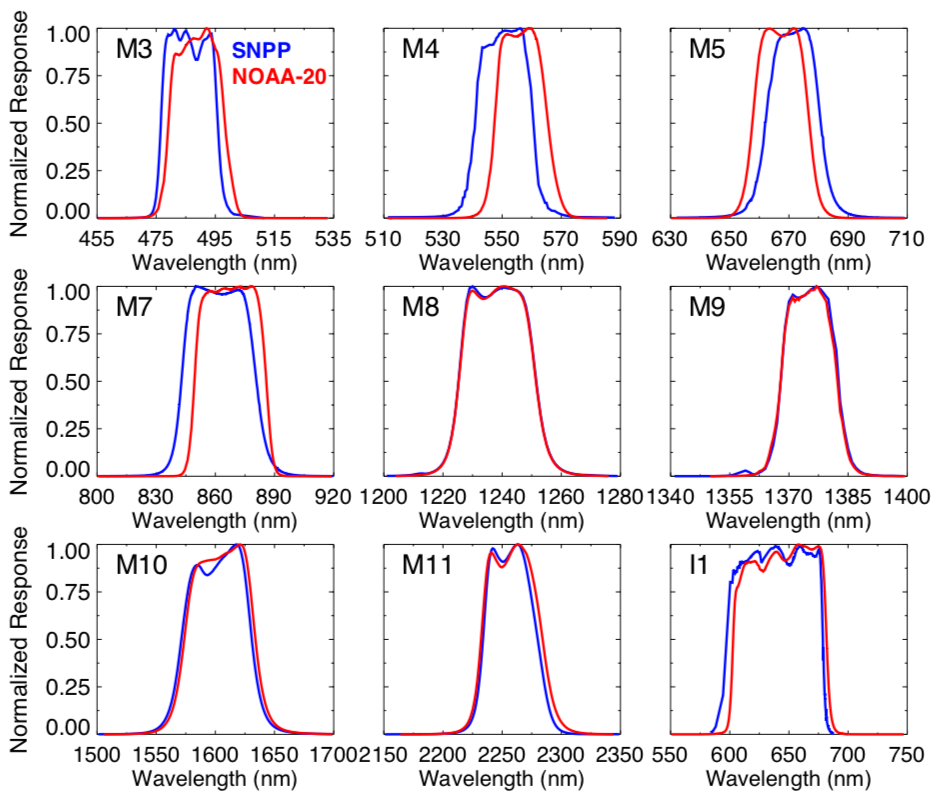 M3
SNPP
NOAA-20
M4
M5
Normalized Response
1.00
0.75
0.50
0.25
0.00
455 475 495 515 535
510 530 550 570 590
630 650 670 690 710
Wavelength (nm) Wavelength (nm) Wavelength (nm)
M7
M8
M9
Normalized Response
1.00
0.75
0.50
0.25
0.00
800 830 860 890 920
1200 1220 1240 1260 1280
1340 1355 1370 1385 1400
Wavelength (nm) Wavelength (nm) Wavelength (nm)
M10
M11
I1
Normalized Response
1.00
0.75
0.50
0.25
0.00
1500 1550 1600 1650 1700
2150 2200 2250 2300 2350
550 600 650 700 750
Wavelength (nm) Wavelength (nm) Wavelength (nm)